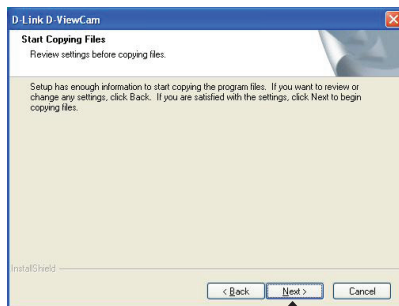 D-Link D-ViewCam
Start Copying Files
Review settings before copying files.
Setup has enough information to start copying the program files. If you want to review or
change any settings, click Back. If you are satisfied with the settings, click Next to begin
copying files.
InstallShield
< Back
Next >
Cancel